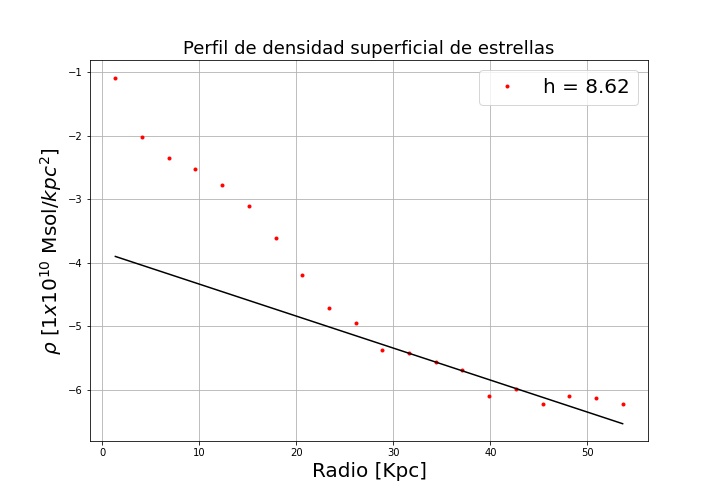 Perfil de densidad superficial de estrellas
h = 8.62
−1
−2
−3
−4
−5
−6
ρ [1x10¹⁰ Msol/kpc²]
0 10 20 30 40 50
Radio [Kpc]